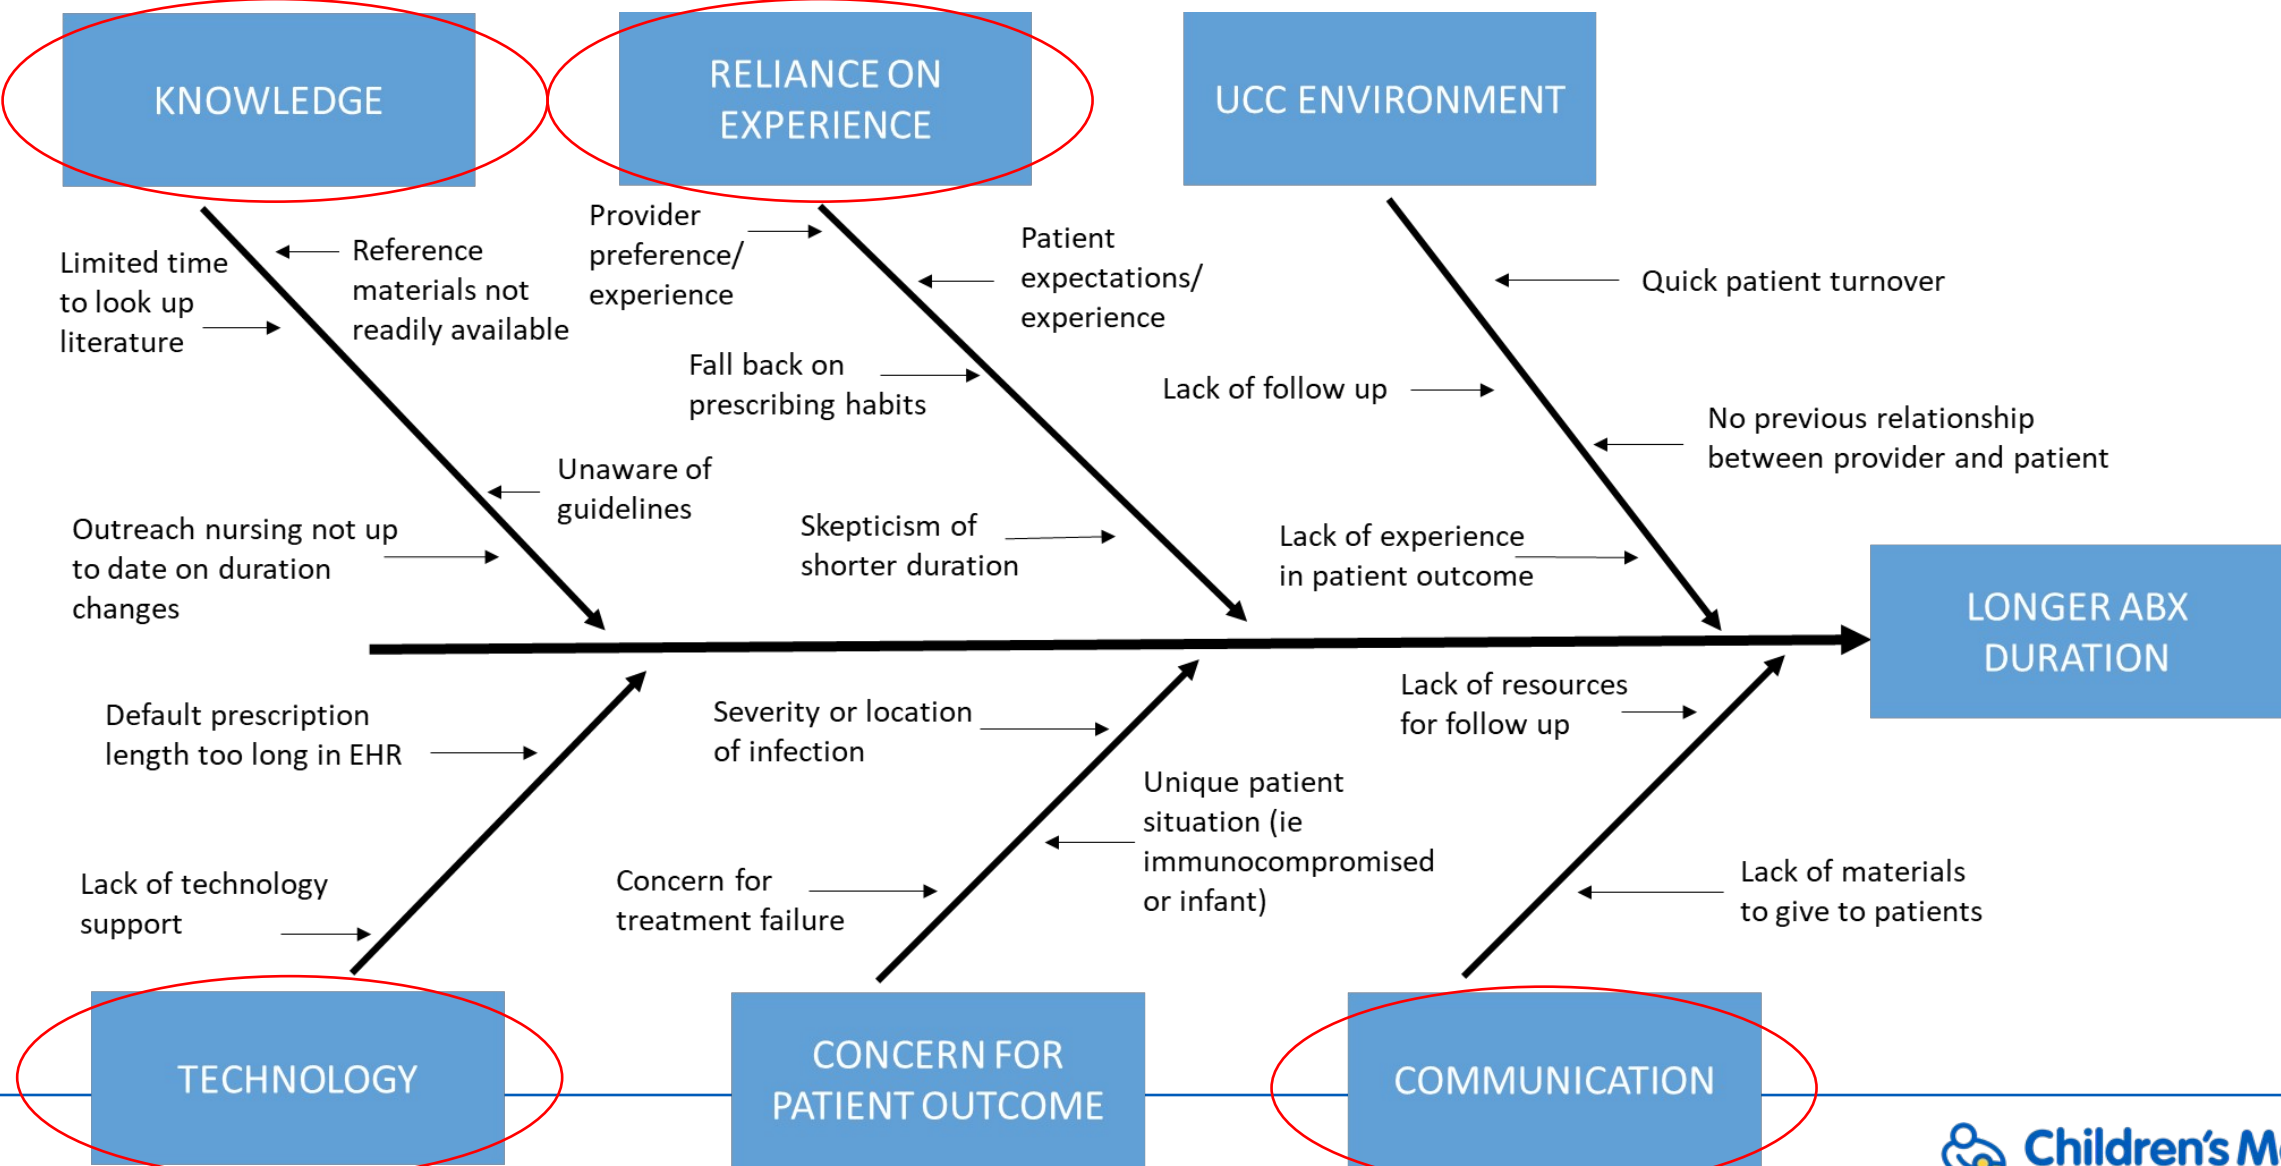 KNOWLEDGE
RELIANCE ON
EXPERIENCE
UCC ENVIRONMENT
Limited time
to look up
literature
Reference
materials not
readily available
Unaware of
guidelines
Outreach nursing not up
to date on duration
changes
Provider
preference/
experience
Patient
expectations/
experience
Fall back on
prescribing habits
Skepticism of
shorter duration
Quick patient turnover
Lack of follow up
No previous relationship
between provider and patient
Lack of experience
in patient outcome
LONGER ABX
DURATION
Default prescription
length too long in EHR
Lack of technology
support
Severity or location
of infection
Concern for
treatment failure
Unique patient
situation (ie
immunocompromised
or infant)
Lack of resources
for follow up
Lack of materials
to give to patients
TECHNOLOGY
CONCERN FOR
PATIENT OUTCOME
COMMUNICATION
Children's